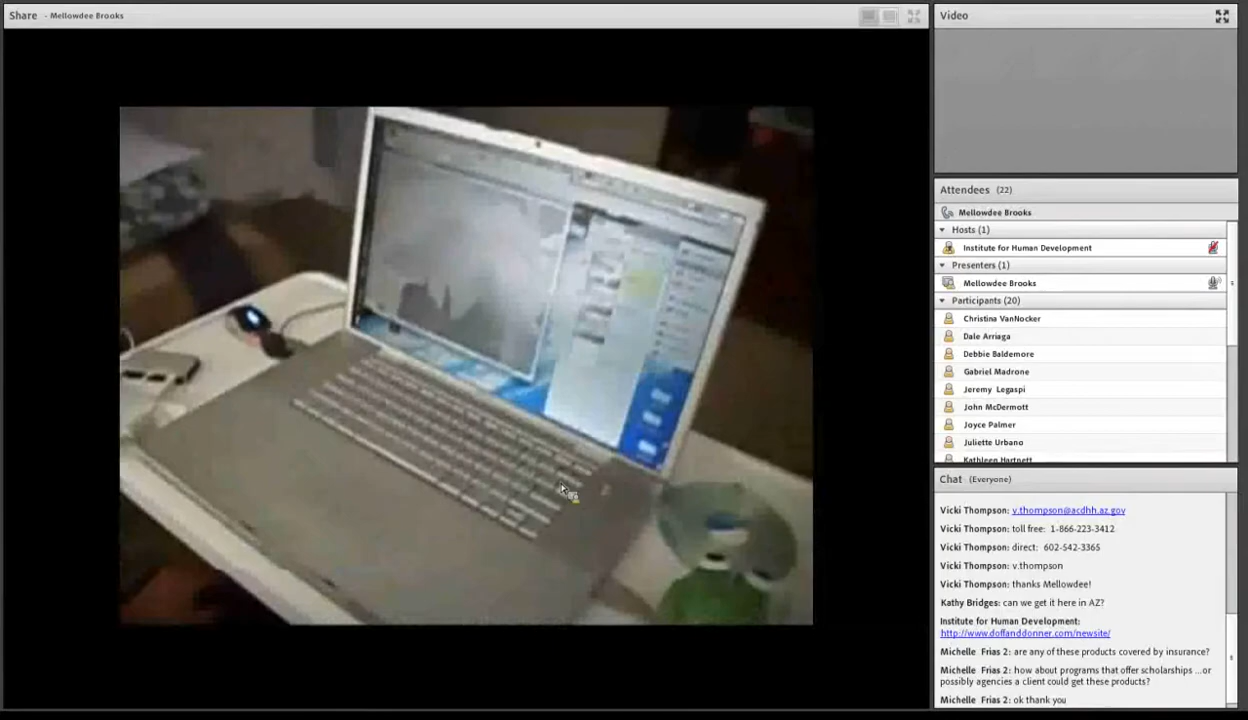 Share - Mellowdee Brooks
Video
Attendees (22)
Mellowdee Brooks
Hosts (1)
Institute for Human Development
Presenters (1)
Mellowdee Brooks
Participants (20)
Christina VanNocker
Dale Arriaga
Debbie Baldemore
Gabriel Madrone
Jeremy Legaspi
John McDermott
Joyce Palmer
Juliette Urbano
Kathleen Hartnett
Chat (Everyone)
Vicki Thompson: v.thompson@acdhh.az.gov
Vicki Thompson: toll free: 1-866-223-3412
Vicki Thompson: direct: 602-542-3365
Vicki Thompson: v.thompson
Vicki Thompson: thanks Mellowdee!
Kathy Bridges: can we get it here in AZ?
Institute for Human Development:
http://www.doffanddonner.com/newsite/
Michelle Frias 2: are any of these products covered by insurance?
Michelle Frias 2: how about programs that offer scholarships ...or
possibly agencies a client could get these products?
Michelle Frias 2: ok thank you